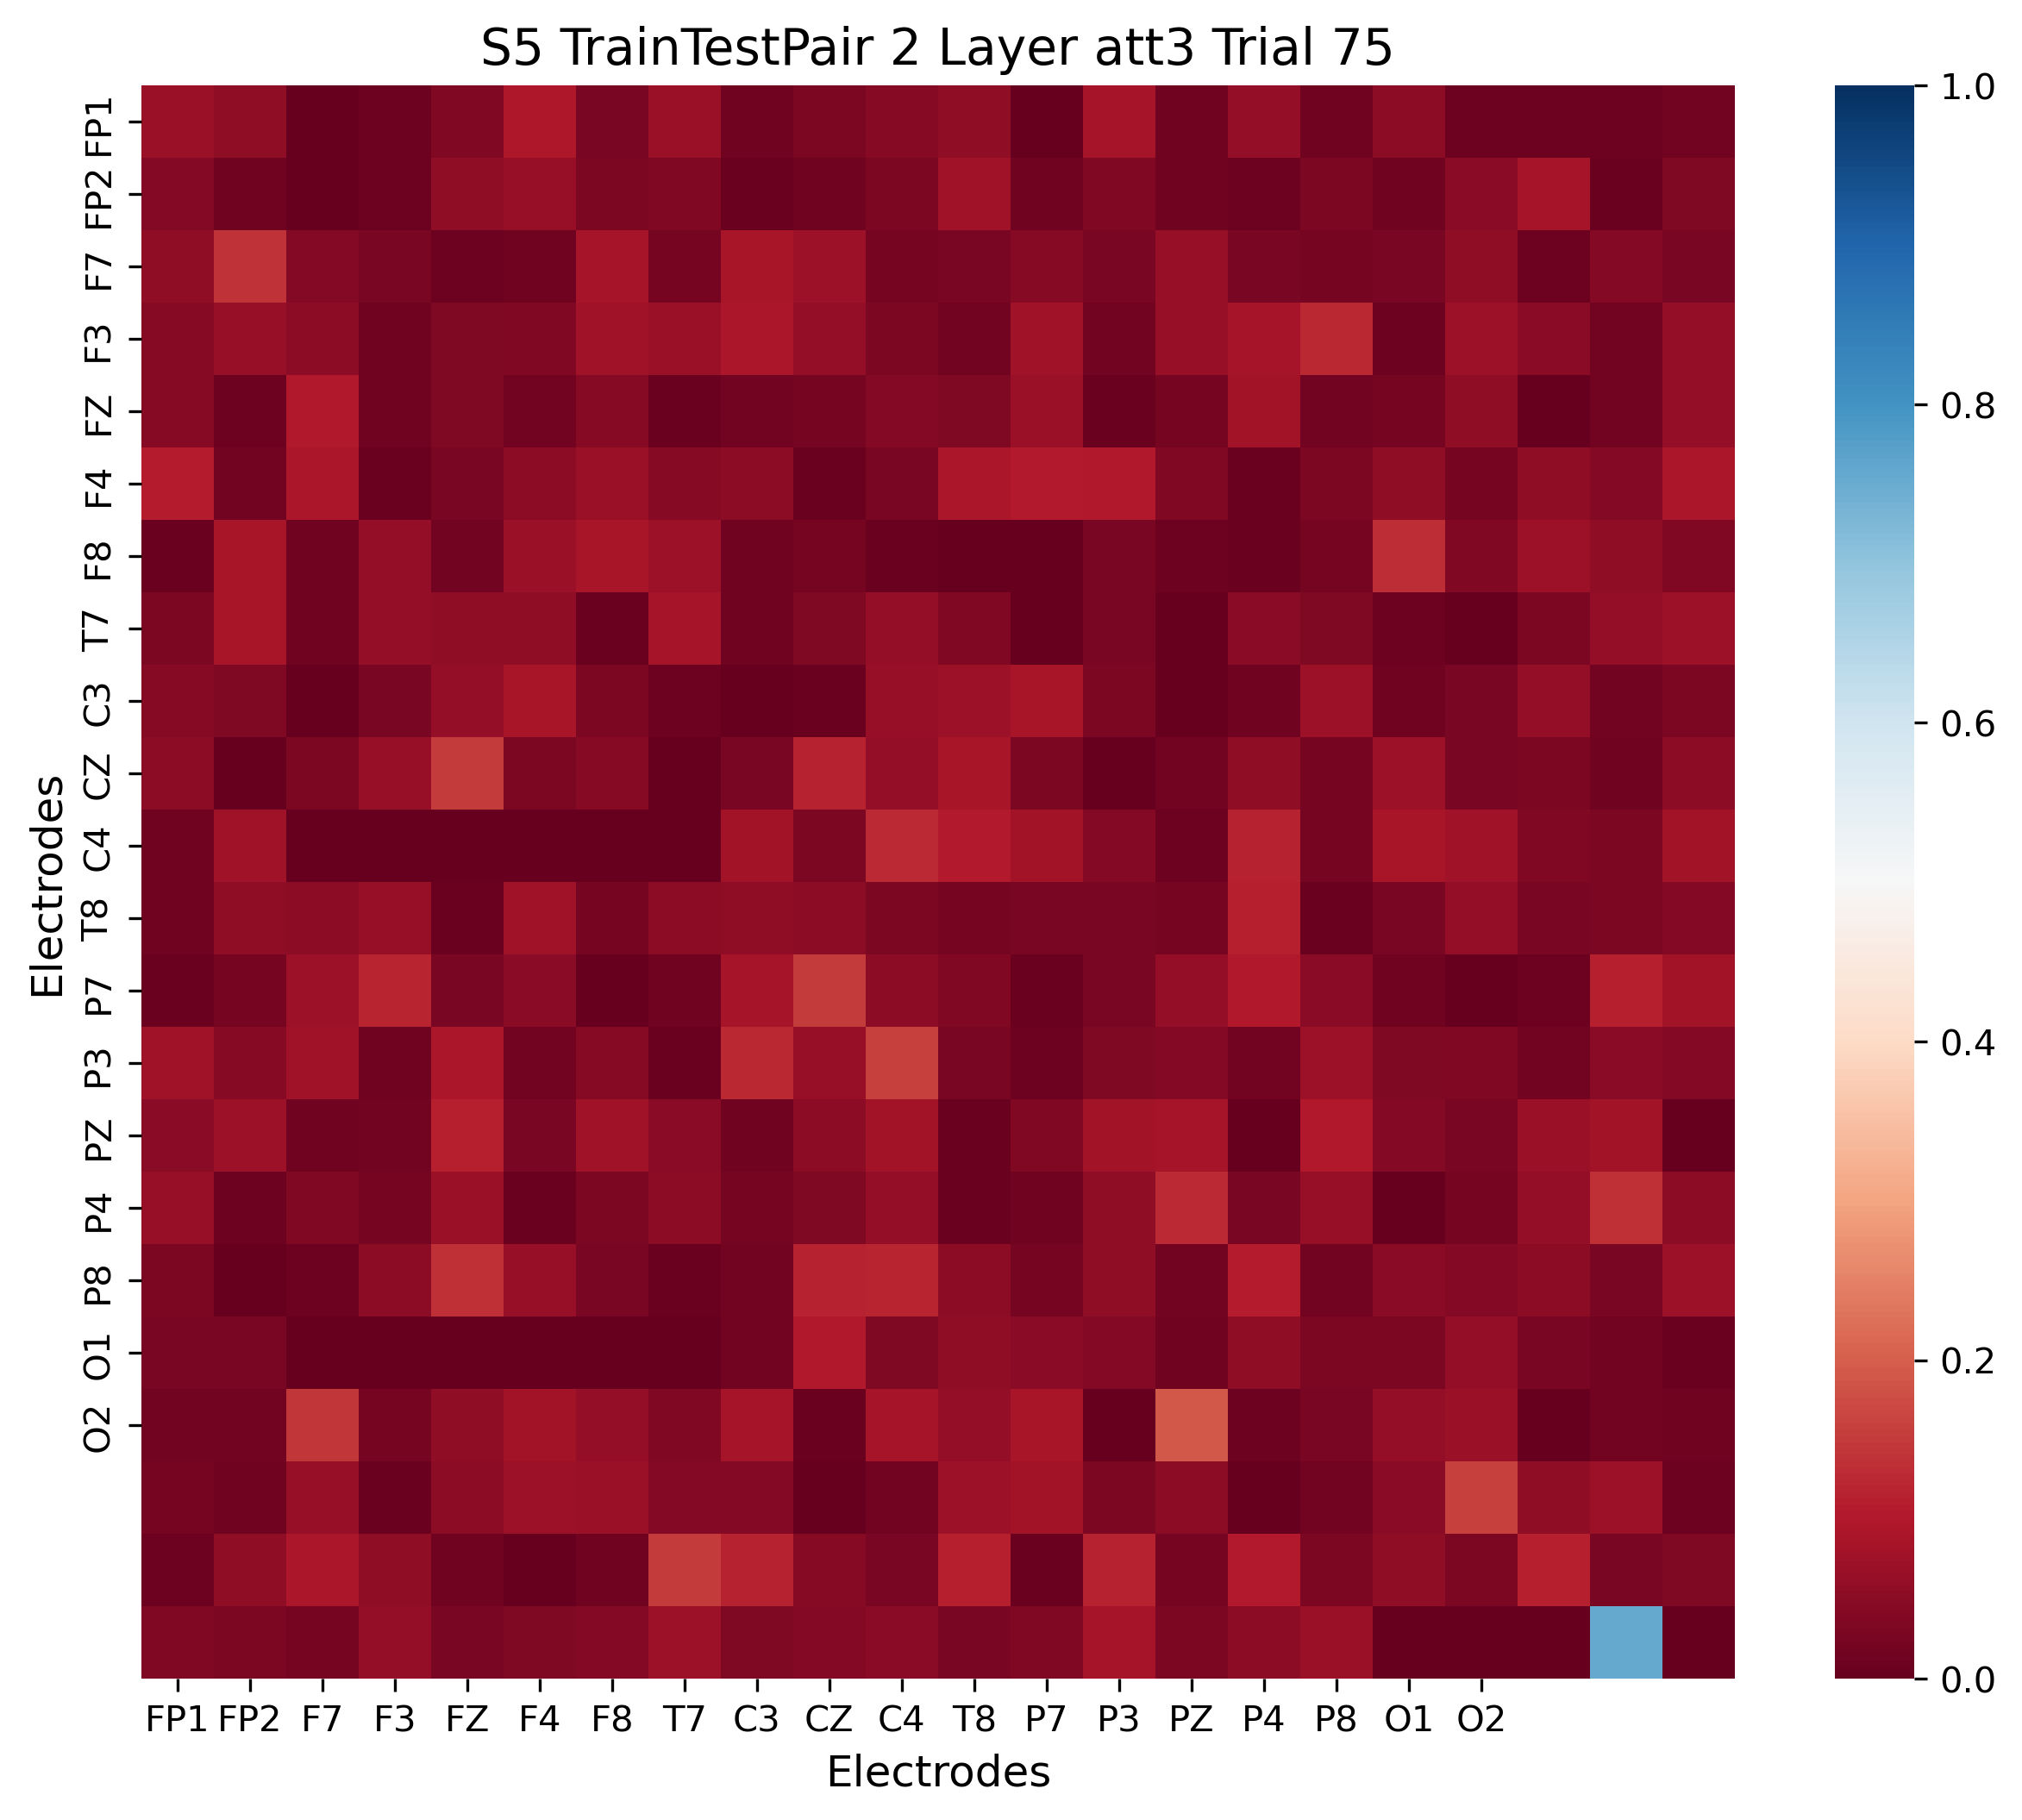 S5 TrainTestPair 2 Layer att3 Trial 75
FP1
FP2
F7
F3
FZ
F4
F8
T7
C3
CZ
C4
T8
P7
P3
PZ
P4
P8
O1
O2
Electrodes
FP1 FP2 F7 F3 FZ F4 F8 T7 C3 CZ C4 T8 P7 P3 PZ P4 P8 O1 O2
Electrodes
1.0
0.8
0.6
0.4
0.2
0.0